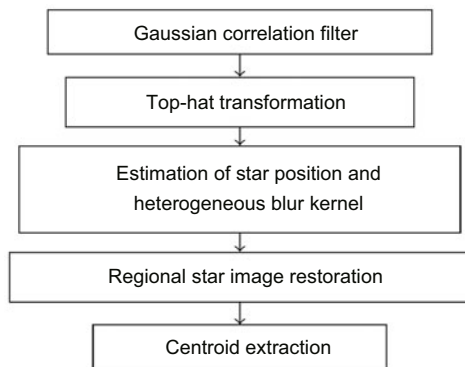 Gaussian correlation filter
Top-hat transformation
Estimation of star position and
heterogeneous blur kernel
Regional star image restoration
Centroid extraction